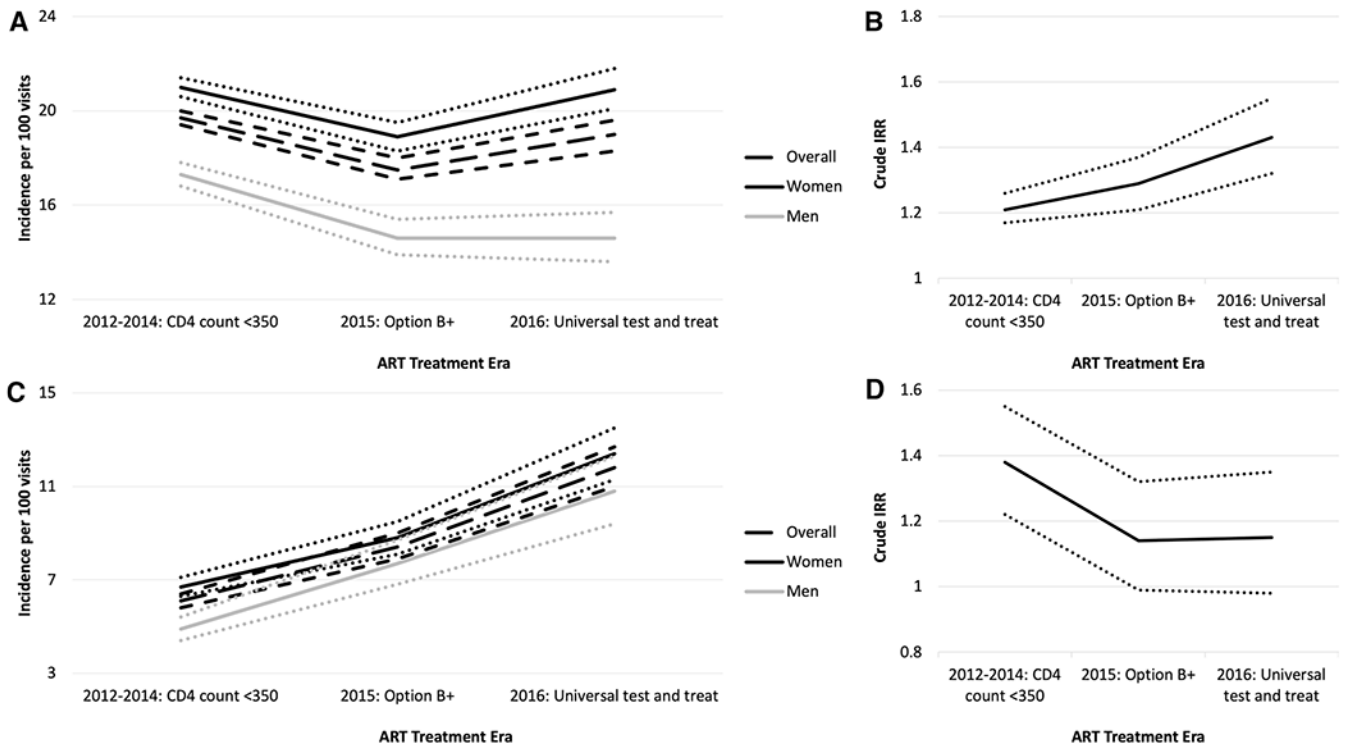 A
24
20
16
12
Incidence per 100 visits
2012-2014: CD4 count <350
2015: Option B+
2016: Universal test and treat
ART Treatment Era
Overall
Women
Men
B
1.8
1.6
1.4
1.2
1
Crude IRR
2012-2014: CD4
count <350
2015: Option B+
2016: Universal
test and treat
ART Treatment Era
C
15
11
7
3
Incidence per 100 visits
2012-2014: CD4 count <350
2015: Option B+
2016: Universal test and treat
ART Treatment Era
Overall
Women
Men
D
1.6
1.4
1.2
1
0.8
Crude IRR
2012-2014: CD4
count <350
2015: Option B+
2016: Universal
test and treat
ART Treatment Era